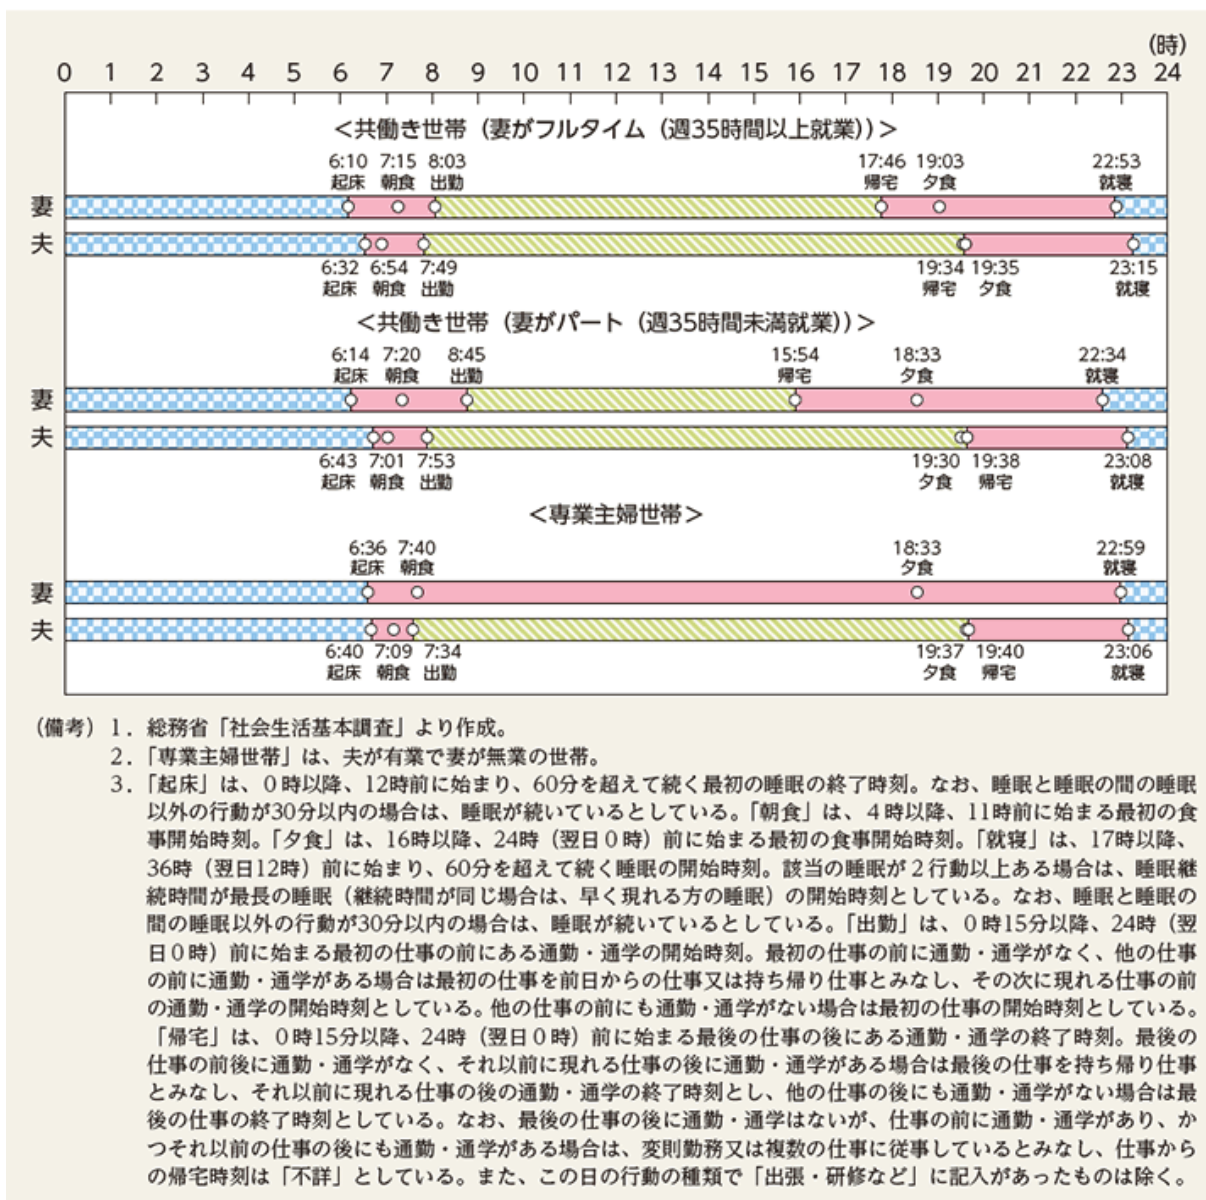 (時)
0 1 2 3 4 5 6 7 8 9 10 11 12 13 14 15 16 17 18 19 20 21 22 23 24
＜共働き世帯（妻がフルタイム（週35時間以上就業））＞
6:10 7:15 8:03 17:46 19:03 22:53
起床 朝食 出勤 帰宅 夕食 就寝
妻
夫
6:32 6:54 7:49 19:34 19:35 23:15
起床 朝食 出勤 帰宅 夕食 就寝
＜共働き世帯（妻がパート（週35時間未満就業））＞
6:14 7:20 8:45 15:54 18:33 22:34
起床 朝食 出勤 帰宅 夕食 就寝
妻
夫
6:43 7:01 7:53 19:30 19:38 23:08
起床 朝食 出勤 夕食 帰宅 就寝
＜専業主婦世帯＞
6:36 7:40 18:33 22:59
起床 朝食 夕食 就寝
妻
夫
6:40 7:09 7:34 19:37 19:40 23:06
起床 朝食 出勤 夕食 帰宅 就寝
（備考）１．総務省「社会生活基本調査」より作成。
２．「専業主婦世帯」は、夫が有業で妻が無業の世帯。
３．「起床」は、０時以降、12時前に始まり、60分を超えて続く最初の睡眠の終了時刻。なお、睡眠と睡眠の間の睡眠
以外の行動が30分以内の場合は、睡眠が続いているとしている。「朝食」は、４時以降、11時前に始まる最初の食
事開始時刻。「夕食」は、16時以降、24時（翌日０時）前に始まる最初の食事開始時刻。「就寝」は、17時以降、
36時（翌日12時）前に始まり、60分を超えて続く睡眠の開始時刻。該当の睡眠が２行動以上ある場合は、睡眠継
続時間が最長の睡眠（継続時間が同じ場合は、早く現れる方の睡眠）の開始時刻としている。なお、睡眠と睡眠の
間の睡眠以外の行動が30分以内の場合は、睡眠が続いているとしている。「出勤」は、０時15分以降、24時（翌
日０時）前に始まる最初の仕事の前にある通勤・通学の開始時刻。最初の仕事の前に通勤・通学がなく、他の仕事
の前に通勤・通学がある場合は最初の仕事を前日からの仕事又は持ち帰り仕事とみなし、その次に現れる仕事の前
の通勤・通学の開始時刻としている。他の仕事の前にも通勤・通学がない場合は最初の仕事の開始時刻としている。
「帰宅」は、０時15分以降、24時（翌日０時）前に始まる最後の仕事の後にある通勤・通学の終了時刻。最後の
仕事の前後に通勤・通学がなく、それ以前に現れる仕事の後に通勤・通学がある場合は最後の仕事を持ち帰り仕事
とみなし、それ以前に現れる仕事の後の通勤・通学の終了時刻とし、他の仕事の後にも通勤・通学がない場合は最
後の仕事の終了時刻としている。なお、最後の仕事の後に通勤・通学はないが、仕事の前に通勤・通学があり、か
つそれ以前の仕事の後にも通勤・通学がある場合は、変則勤務又は複数の仕事に従事しているとみなし、仕事から
の帰宅時刻は「不詳」としている。また、この日の行動の種類で「出張・研修など」に記入があったものは除く。